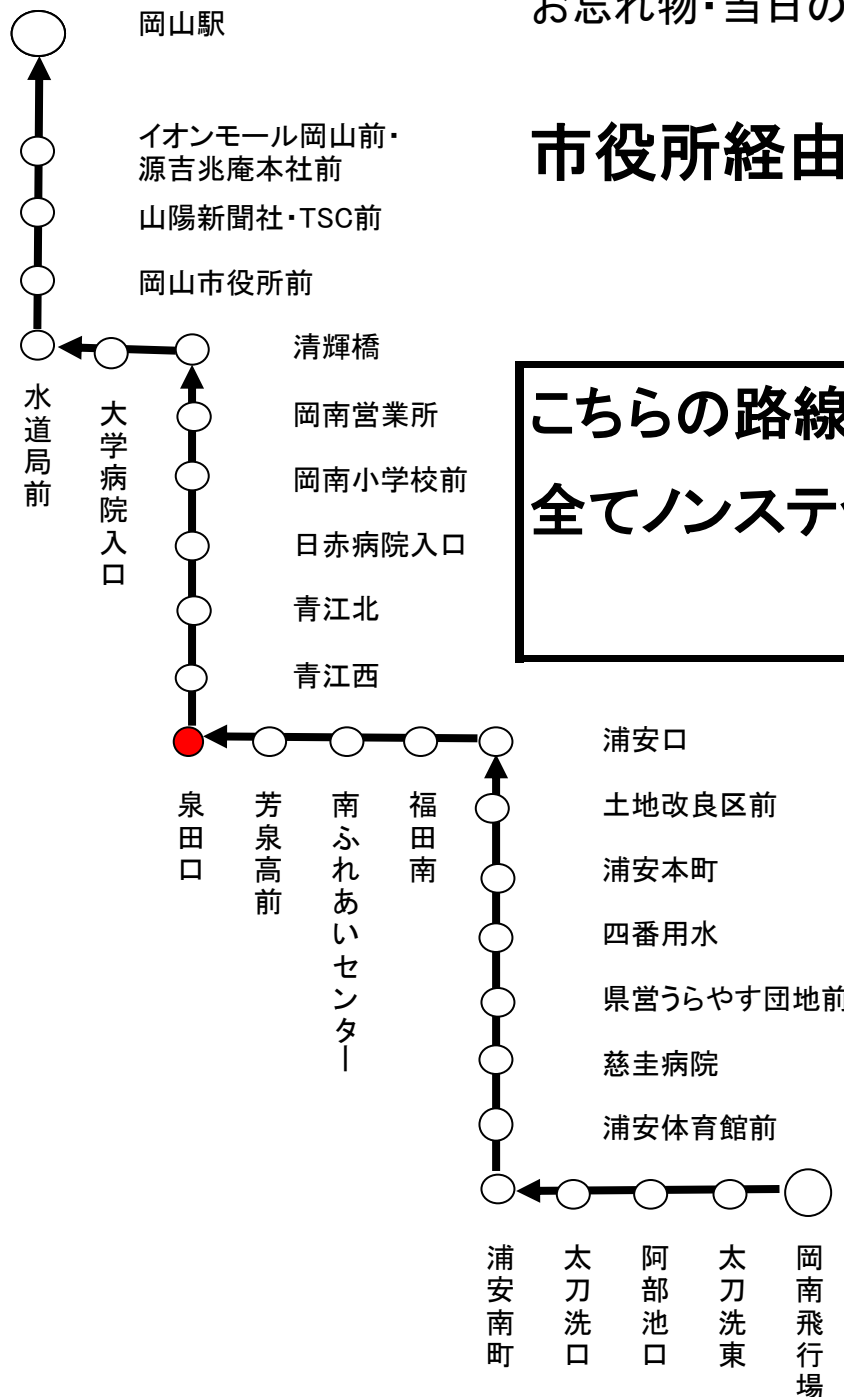 お忘れ物・当日の
岡山駅
市役所経由
イオンモール岡山前・
源吉兆庵本社前
山陽新聞社・TSC前
岡山市役所前
清輝橋
水道局前
大学病院入口
岡南営業所
岡南小学校前
日赤病院入口
青江北
青江西
こちらの路線
全てノンステ
浦安口
泉田口
芳泉高前
南ふれあいセンター
福田南
土地改良区前
浦安本町
四番用水
県営うらやす団地前
慈圭病院
浦安体育館前
浦安南町
太刀洗口
阿部池口
太刀洗東
岡南飛行場